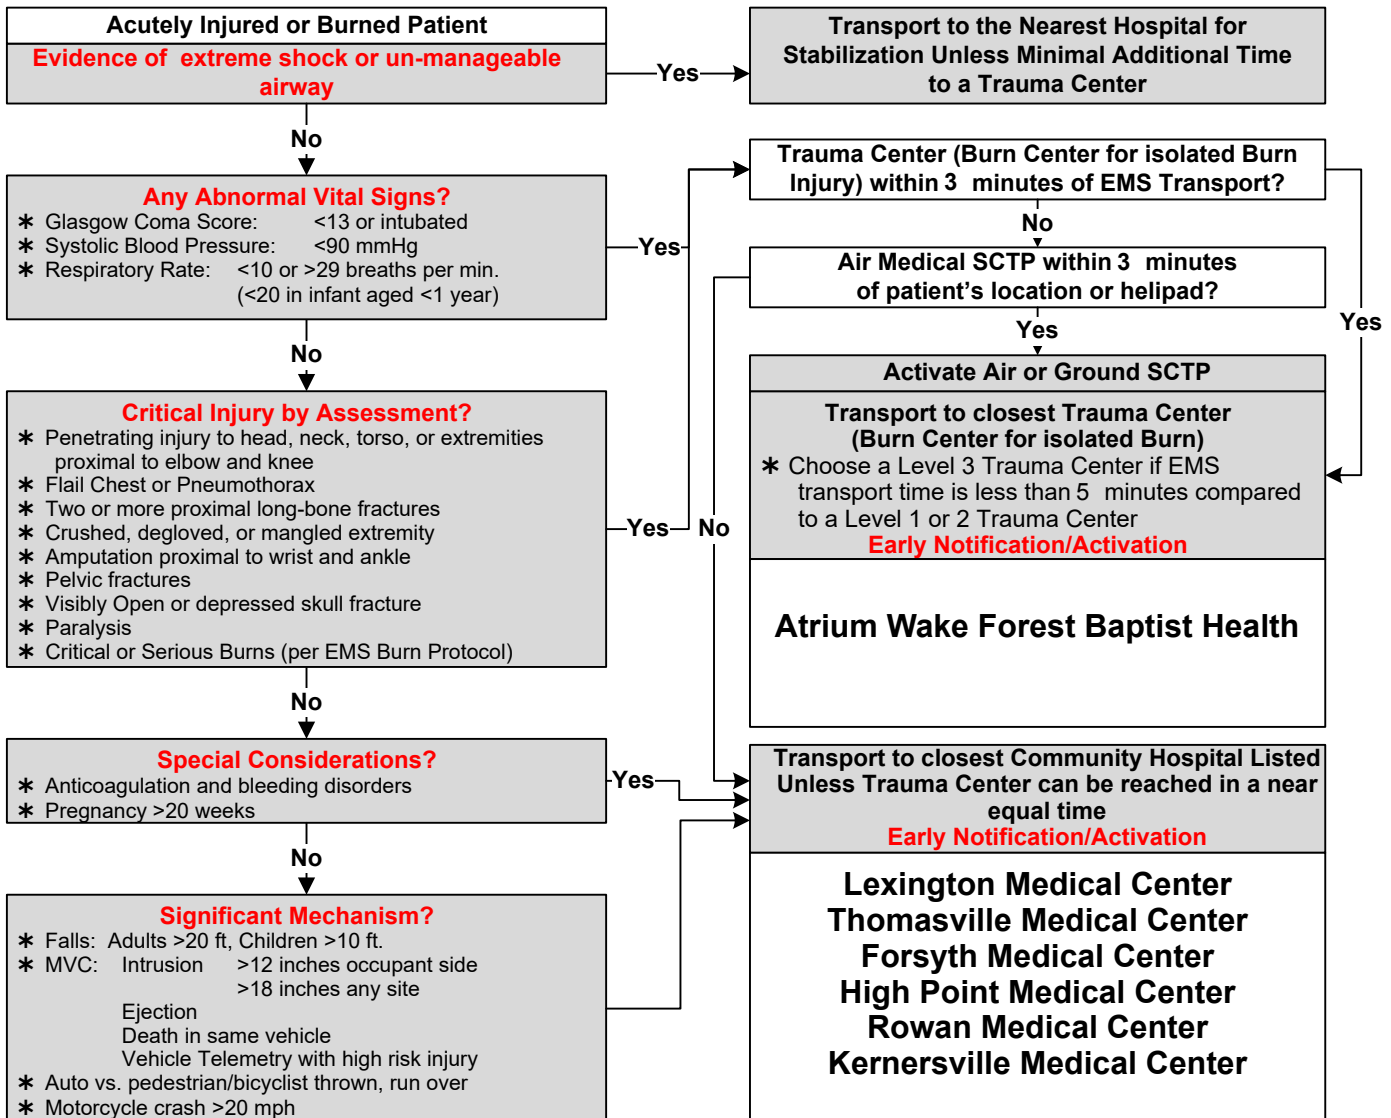 Acutely Injured or Burned Patient
Evidence of extreme shock or un-manageable
airway
Yes
Transport to the Nearest Hospital for
Stabilization Unless Minimal Additional Time
to a Trauma Center
No
Any Abnormal Vital Signs?
* Glasgow Coma Score: <13 or intubated
* Systolic Blood Pressure: <90 mmHg
* Respiratory Rate: <10 or >29 breaths per min.
(<20 in infant aged <1 year)
Yes
Trauma Center (Burn Center for isolated Burn
Injury) within 3 minutes of EMS Transport?
No
Air Medical SCTP within 3 minutes
of patient's location or helipad?
Yes
Yes
No
Critical Injury by Assessment?
* Penetrating injury to head, neck, torso, or extremities
proximal to elbow and knee
* Flail Chest or Pneumothorax
* Two or more proximal long-bone fractures
* Crushed, degloved, or mangled extremity
* Amputation proximal to wrist and ankle
* Pelvic fractures
* Visibly Open or depressed skull fracture
* Paralysis
* Critical or Serious Burns (per EMS Burn Protocol)
Yes
No
Activate Air or Ground SCTP
Transport to closest Trauma Center
(Burn Center for isolated Burn)
* Choose a Level 3 Trauma Center if EMS
transport time is less than 5 minutes compared
to a Level 1 or 2 Trauma Center
Early Notification/Activation
Atrium Wake Forest Baptist Health
No
Special Considerations?
* Anticoagulation and bleeding disorders
* Pregnancy >20 weeks
Yes
No
Significant Mechanism?
* Falls: Adults >20 ft, Children >10 ft.
* MVC: Intrusion >12 inches occupant side
>18 inches any site
Ejection
Death in same vehicle
Vehicle Telemetry with high risk injury
* Auto vs. pedestrian/bicyclist thrown, run over
* Motorcycle crash >20 mph
Transport to closest Community Hospital Listed
Unless Trauma Center can be reached in a near
equal time
Early Notification/Activation
Lexington Medical Center
Thomasville Medical Center
Forsyth Medical Center
High Point Medical Center
Rowan Medical Center
Kernersville Medical Center